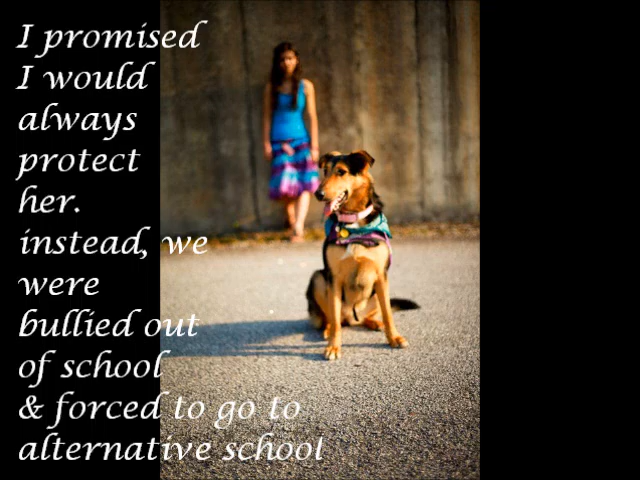 I promised
I would
always
protect
her.
instead, we
were
bullied out
of school
& forced to go to
alternative school